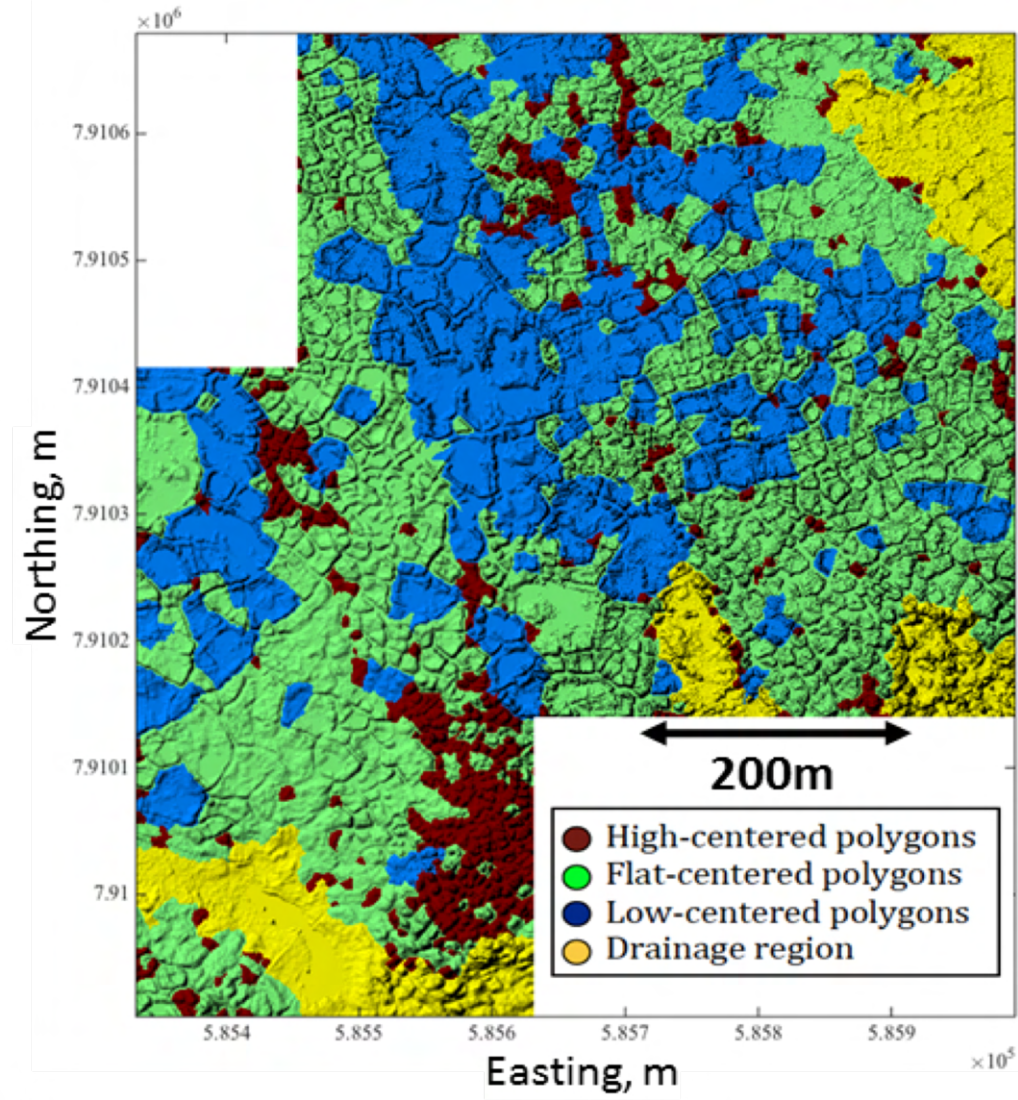 ×10⁶
7.9106
7.9105
7.9104
7.9103
7.9102
7.9101
7.91
Northing, m
200m
High-centered polygons
Flat-centered polygons
Low-centered polygons
Drainage region
5.854
5.855
5.856
5.857
5.858
5.859
×10⁵
Easting, m